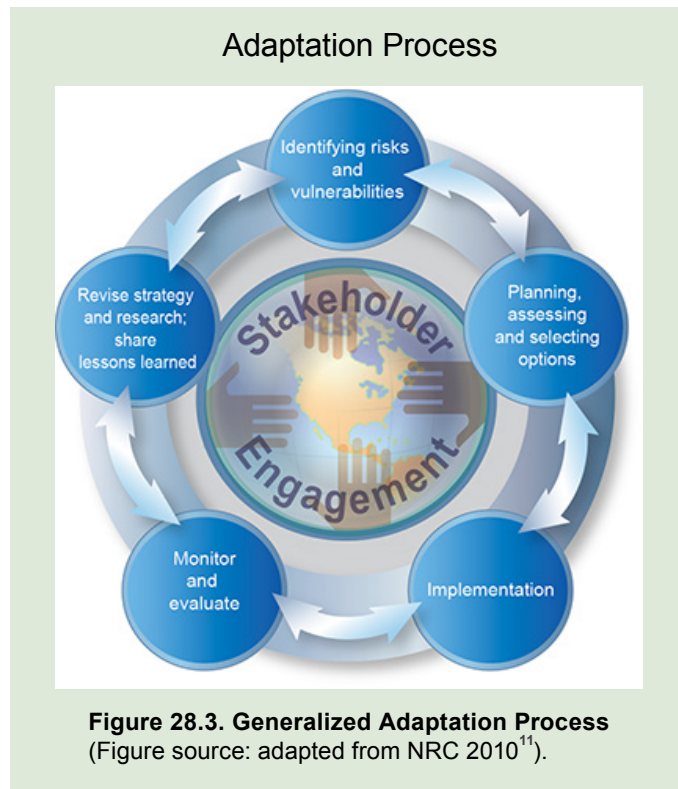 Adaptation Process
Identifying risks
and
vulnerabilities
Planning,
assessing
and selecting
options
Implementation
Monitor
and
evaluate
Revise strategy
and research;
share
lessons learned
Stakeholder
Engagement
Figure 28.3. Generalized Adaptation Process
(Figure source: adapted from NRC 2010¹¹).